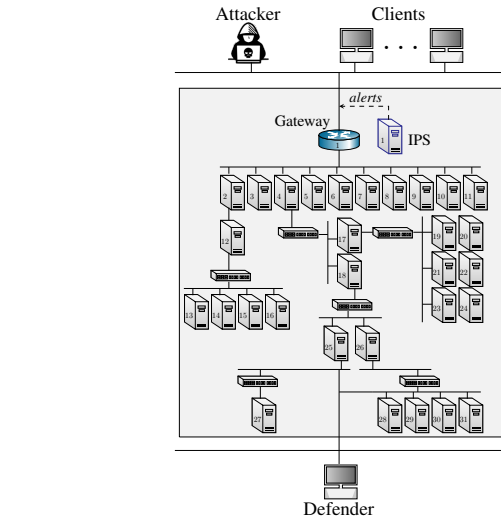 Attacker Clients
alerts
Gateway
1
1
IPS
2 3 4 5 6 7 8 9 10 11
12 17 19 20
18 21 22
13 14 15 16 23 24
25 26
27 28 29 30 31
Defender